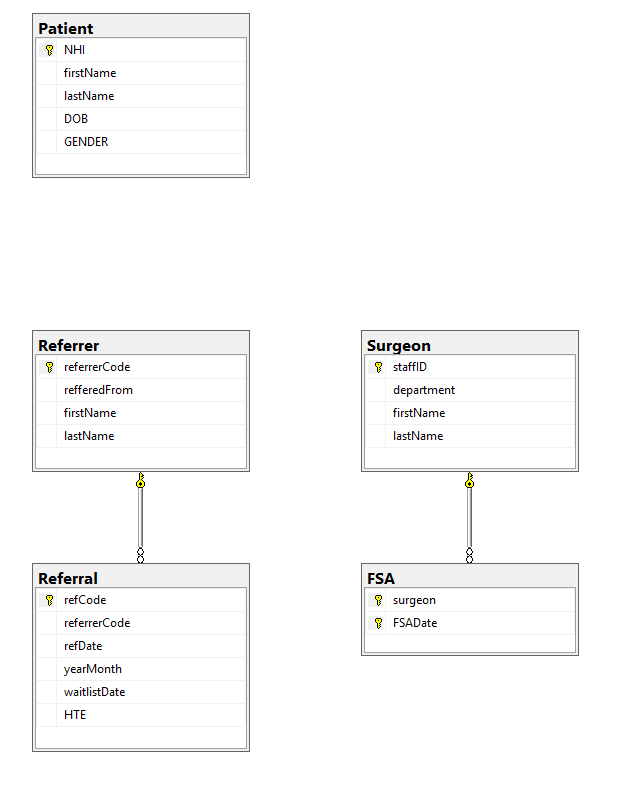 Patient
NHI
firstName
lastName
DOB
GENDER
Referrer
referrerCode
refferedFrom
firstName
lastName
Surgeon
staffID
department
firstName
lastName
Referral
refCode
referrerCode
refDate
yearMonth
waitlistDate
HTE
FSA
surgeon
FSADate